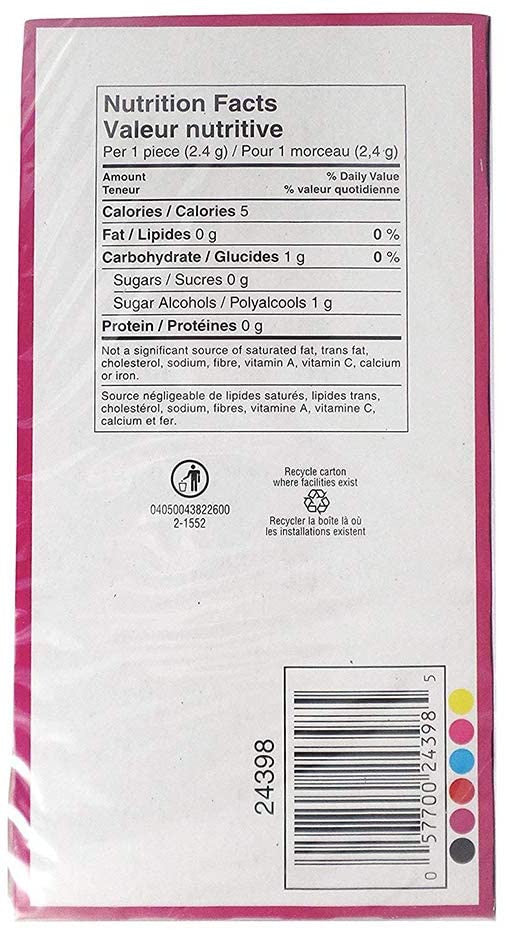 Nutrition Facts
Valeur nutritive
Per 1 piece (2.4 g) / Pour 1 morceau (2,4 g)
Amount % Daily Value
Teneur % valeur quotidienne
Calories / Calories 5
Fat / Lipides 0 g 0 %
Carbohydrate / Glucides 1 g 0 %
Sugars / Sucres 0 g
Sugar Alcohols / Polyalcools 1 g
Protein / Protéines 0 g
Not a significant source of saturated fat, trans fat,
cholesterol, sodium, fibre, vitamin A, vitamin C, calcium
or iron.
Source négligeable de lipides saturés, lipides trans,
cholestérol, sodium, fibres, vitamine A, vitamine C,
calcium et fer.
04050043822600
2-1552
Recycle carton
where facilities exist
Recycler la boîte là où
les installations existent
24398
0 57700 24398 5